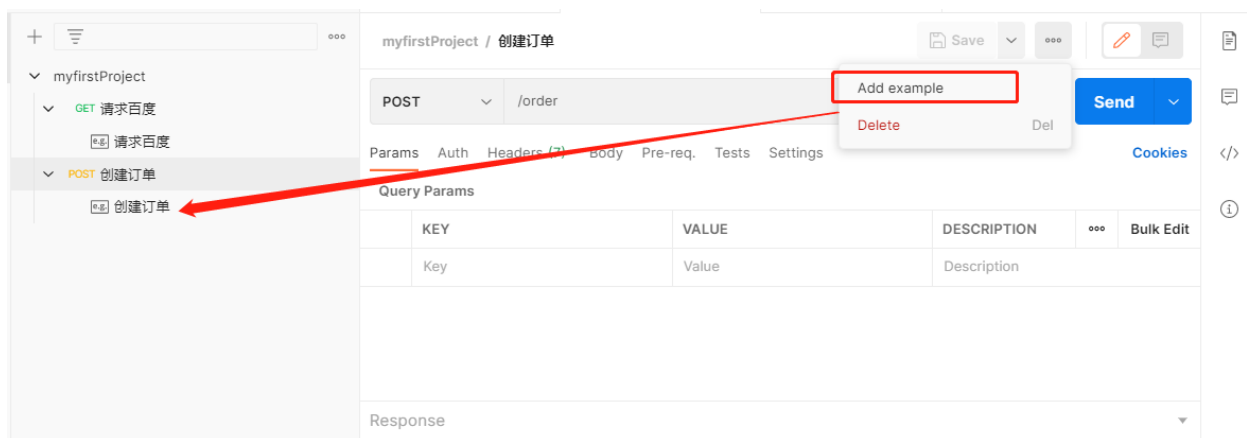 myfirstProject / 创建订单
Save
myfirstProject
GET 请求百度
e.g. 请求百度
POST 创建订单
e.g. 创建订单
POST
/order
Add example
Delete
Del
Send
Params Auth Headers (7) Body Pre-req. Tests Settings
Cookies
Query Params
KEY VALUE DESCRIPTION Bulk Edit
Key Value Description
Response